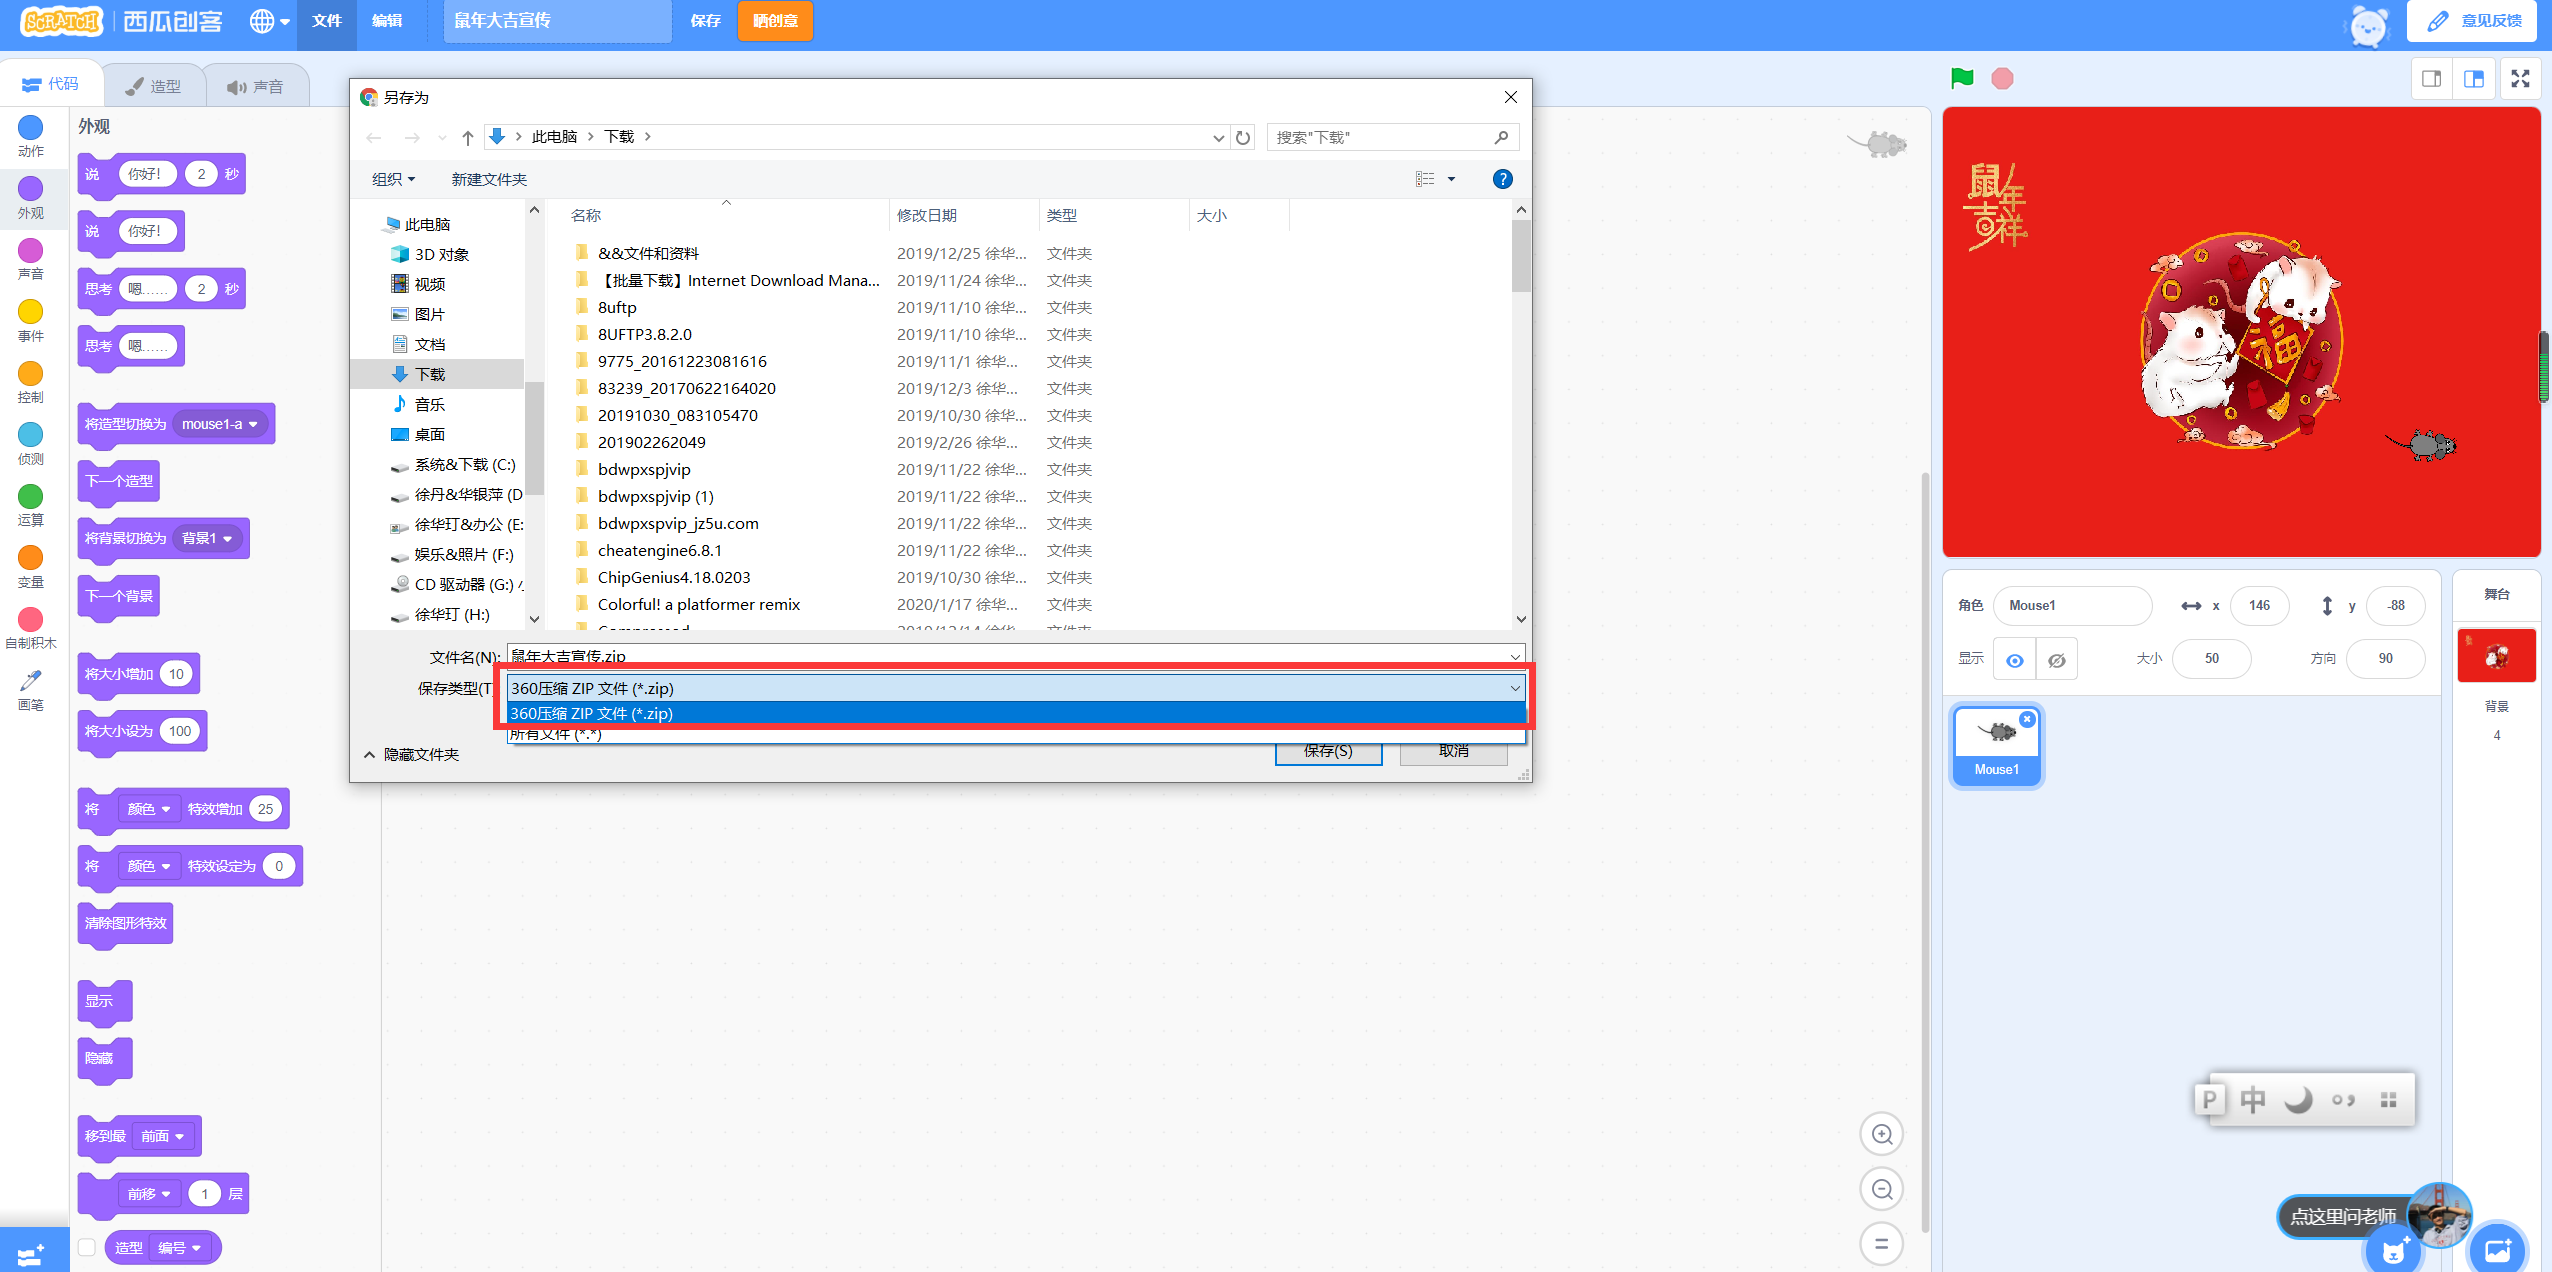 SCRATCH 西瓜创客 文件 编辑 鼠年大吉宣传 保存 晒创意 意见反馈
代码 造型 声音
动作
外观
声音
事件
控制
侦测
运算
变量
自制积木
画笔
外观
说 你好! 2 秒
说 你好!
思考 嗯…… 2 秒
思考 嗯……
将造型切换为 mouse1-a
下一个造型
将背景切换为 背景1
下一个背景
将大小增加 10
将大小设为 100
将 颜色 特效增加 25
将 颜色 特效设定为 0
清除图形特效
显示
隐藏
移到最 前面
前移 1 层
造型 编号
另存为
此电脑 下载 搜索"下载"
组织 新建文件夹
此电脑
3D 对象
视频
图片
文档
下载
音乐
桌面
系统&下载 (C:)
徐丹&华银萍 (D
徐华玎&办公 (E:
娱乐&照片 (F:)
CD 驱动器 (G:)
徐华玎 (H:)
名称 修改日期 类型 大小
&&文件和资料 2019/12/25 徐华... 文件夹
【批量下载】Internet Download Mana... 2019/11/24 徐华... 文件夹
8uftp 2019/11/10 徐华... 文件夹
8UFTP3.8.2.0 2019/11/10 徐华... 文件夹
9775_20161223081616 2019/11/1 徐华... 文件夹
83239_20170622164020 2019/12/3 徐华... 文件夹
20191030_083105470 2019/10/30 徐华... 文件夹
201902262049 2019/2/26 徐华... 文件夹
bdwpxspjvip 2019/11/22 徐华... 文件夹
bdwpxspjvip (1) 2019/11/22 徐华... 文件夹
bdwpxspvip_jz5u.com 2019/11/22 徐华... 文件夹
cheatengine6.8.1 2019/11/22 徐华... 文件夹
ChipGenius4.18.0203 2019/10/30 徐华... 文件夹
Colorful! a platformer remix 2020/1/17 徐华... 文件夹
Compressed 2019/12/14 徐华... 文件夹
文件名(N): 鼠年大吉宣传.zip
保存类型(T 360压缩 ZIP 文件 (*.zip)
360压缩 ZIP 文件 (*.zip)
所有文件 (*.*)
隐藏文件夹 保存(S) 取消
鼠年
吉祥
福
角色 Mouse1 x 146 y -88
显示 大小 50 方向 90
Mouse1
舞台
背景
4
P 中
点这里问老师